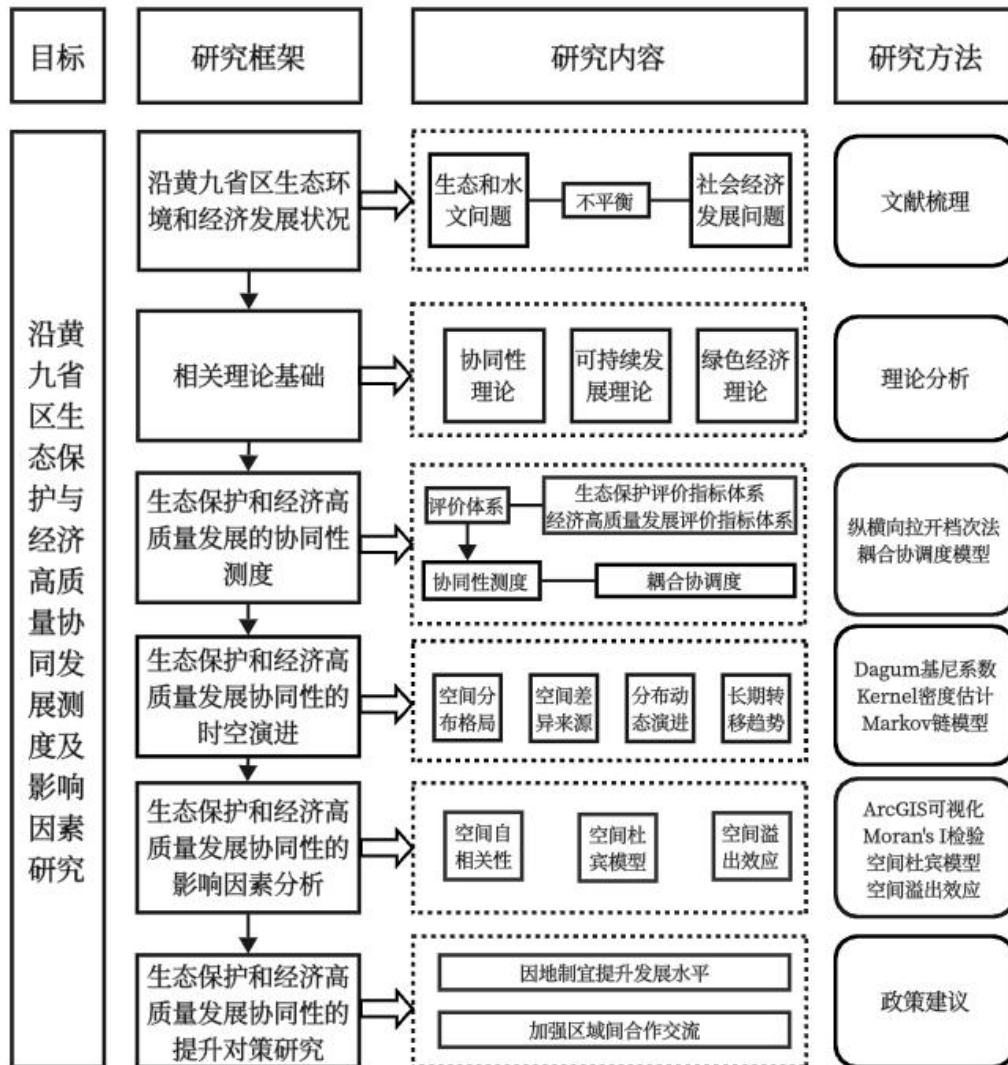 目标
研究框架
研究内容
研究方法
沿黄
九省
区生
态保
护与
经济
高质
量协
同发
展测
度及
影响
因素
研究
沿黄九省区生态环
境和经济发展状况
生态和水
文问题
不平衡
社会经济
发展问题
文献梳理
相关理论基础
协同性
理论
可持续发
展理论
绿色经济
理论
理论分析
生态保护和经济高
质量发展的协同性
测度
评价体系
生态保护评价指标体系
经济高质量发展评价指标体系
协同性测度
耦合协调度
纵横向拉开档次法
耦合协调度模型
生态保护和经济高
质量发展协同性的
时空演进
空间分
布格局
空间差
异来源
分布动
态演进
长期转
移趋势
Dagum基尼系数
Kernel密度估计
Markov链模型
生态保护和经济高
质量发展协同性的
影响因素分析
空间自
相关性
空间杜
宾模型
空间溢
出效应
ArcGIS可视化
Moran's I检验
空间杜宾模型
空间溢出效应
生态保护和经济高
质量发展协同性的
提升对策研究
因地制宜提升发展水平
加强区域间合作交流
政策建议